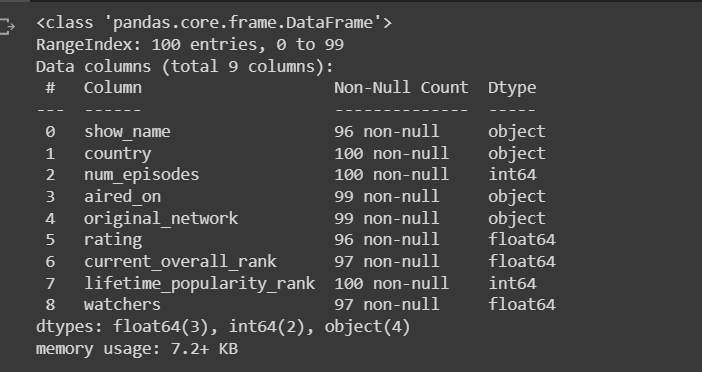 <class 'pandas.core.frame.DataFrame'>
RangeIndex: 100 entries, 0 to 99
Data columns (total 9 columns):
 #   Column                    Non-Null Count  Dtype
---  ------                    --------------  -----
 0   show_name                 96 non-null     object
 1   country                   100 non-null    object
 2   num_episodes              100 non-null    int64
 3   aired_on                  99 non-null     object
 4   original_network          99 non-null     object
 5   rating                    96 non-null     float64
 6   current_overall_rank      97 non-null     float64
 7   lifetime_popularity_rank  100 non-null    int64
 8   watchers                  97 non-null     float64
dtypes: float64(3), int64(2), object(4)
memory usage: 7.2+ KB